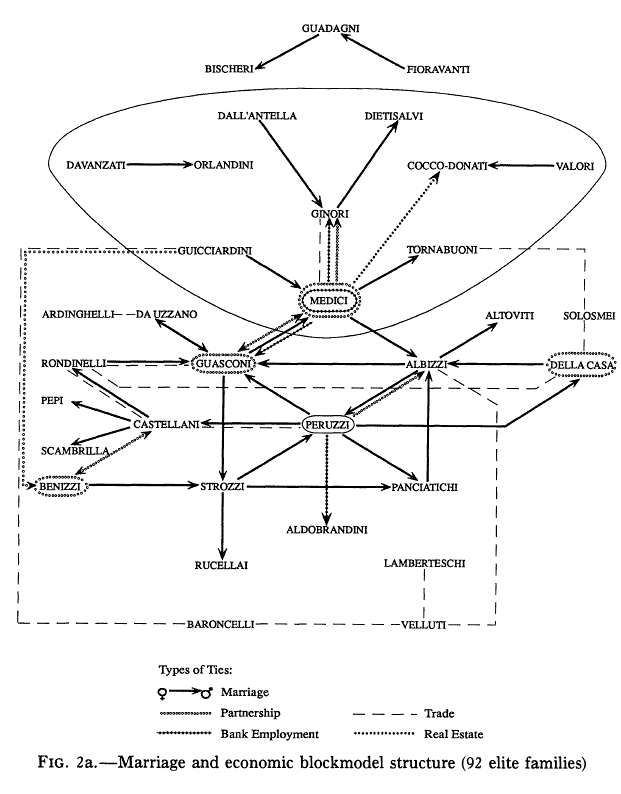 GUADAGNI
BISCHERI
FIORAVANTI
DALL'ANTELLA
DIETISALVI
DAVANZATI
ORLANDINI
COCCO-DONATI
VALORI
GINORI
GUICCIARDINI
TORNABUONI
MEDICI
ARDINGHELLI
DA UZZANO
ALTOVITI
SOLOSMEI
RONDINELLI
GUASCONI
ALBIZZI
DELLA CASA
PEPI
CASTELLANI
PERUZZI
SCAMBRILLA
BENIZZI
STROZZI
PANCIATICHI
ALDOBRANDINI
RUCELLAI
LAMBERTESCHI
BARONCELLI
VELLUTI
Types of Ties:
♀ ♂ Marriage
Partnership
Trade
Bank Employment
Real Estate
FIG. 2a.—Marriage and economic blockmodel structure (92 elite families)